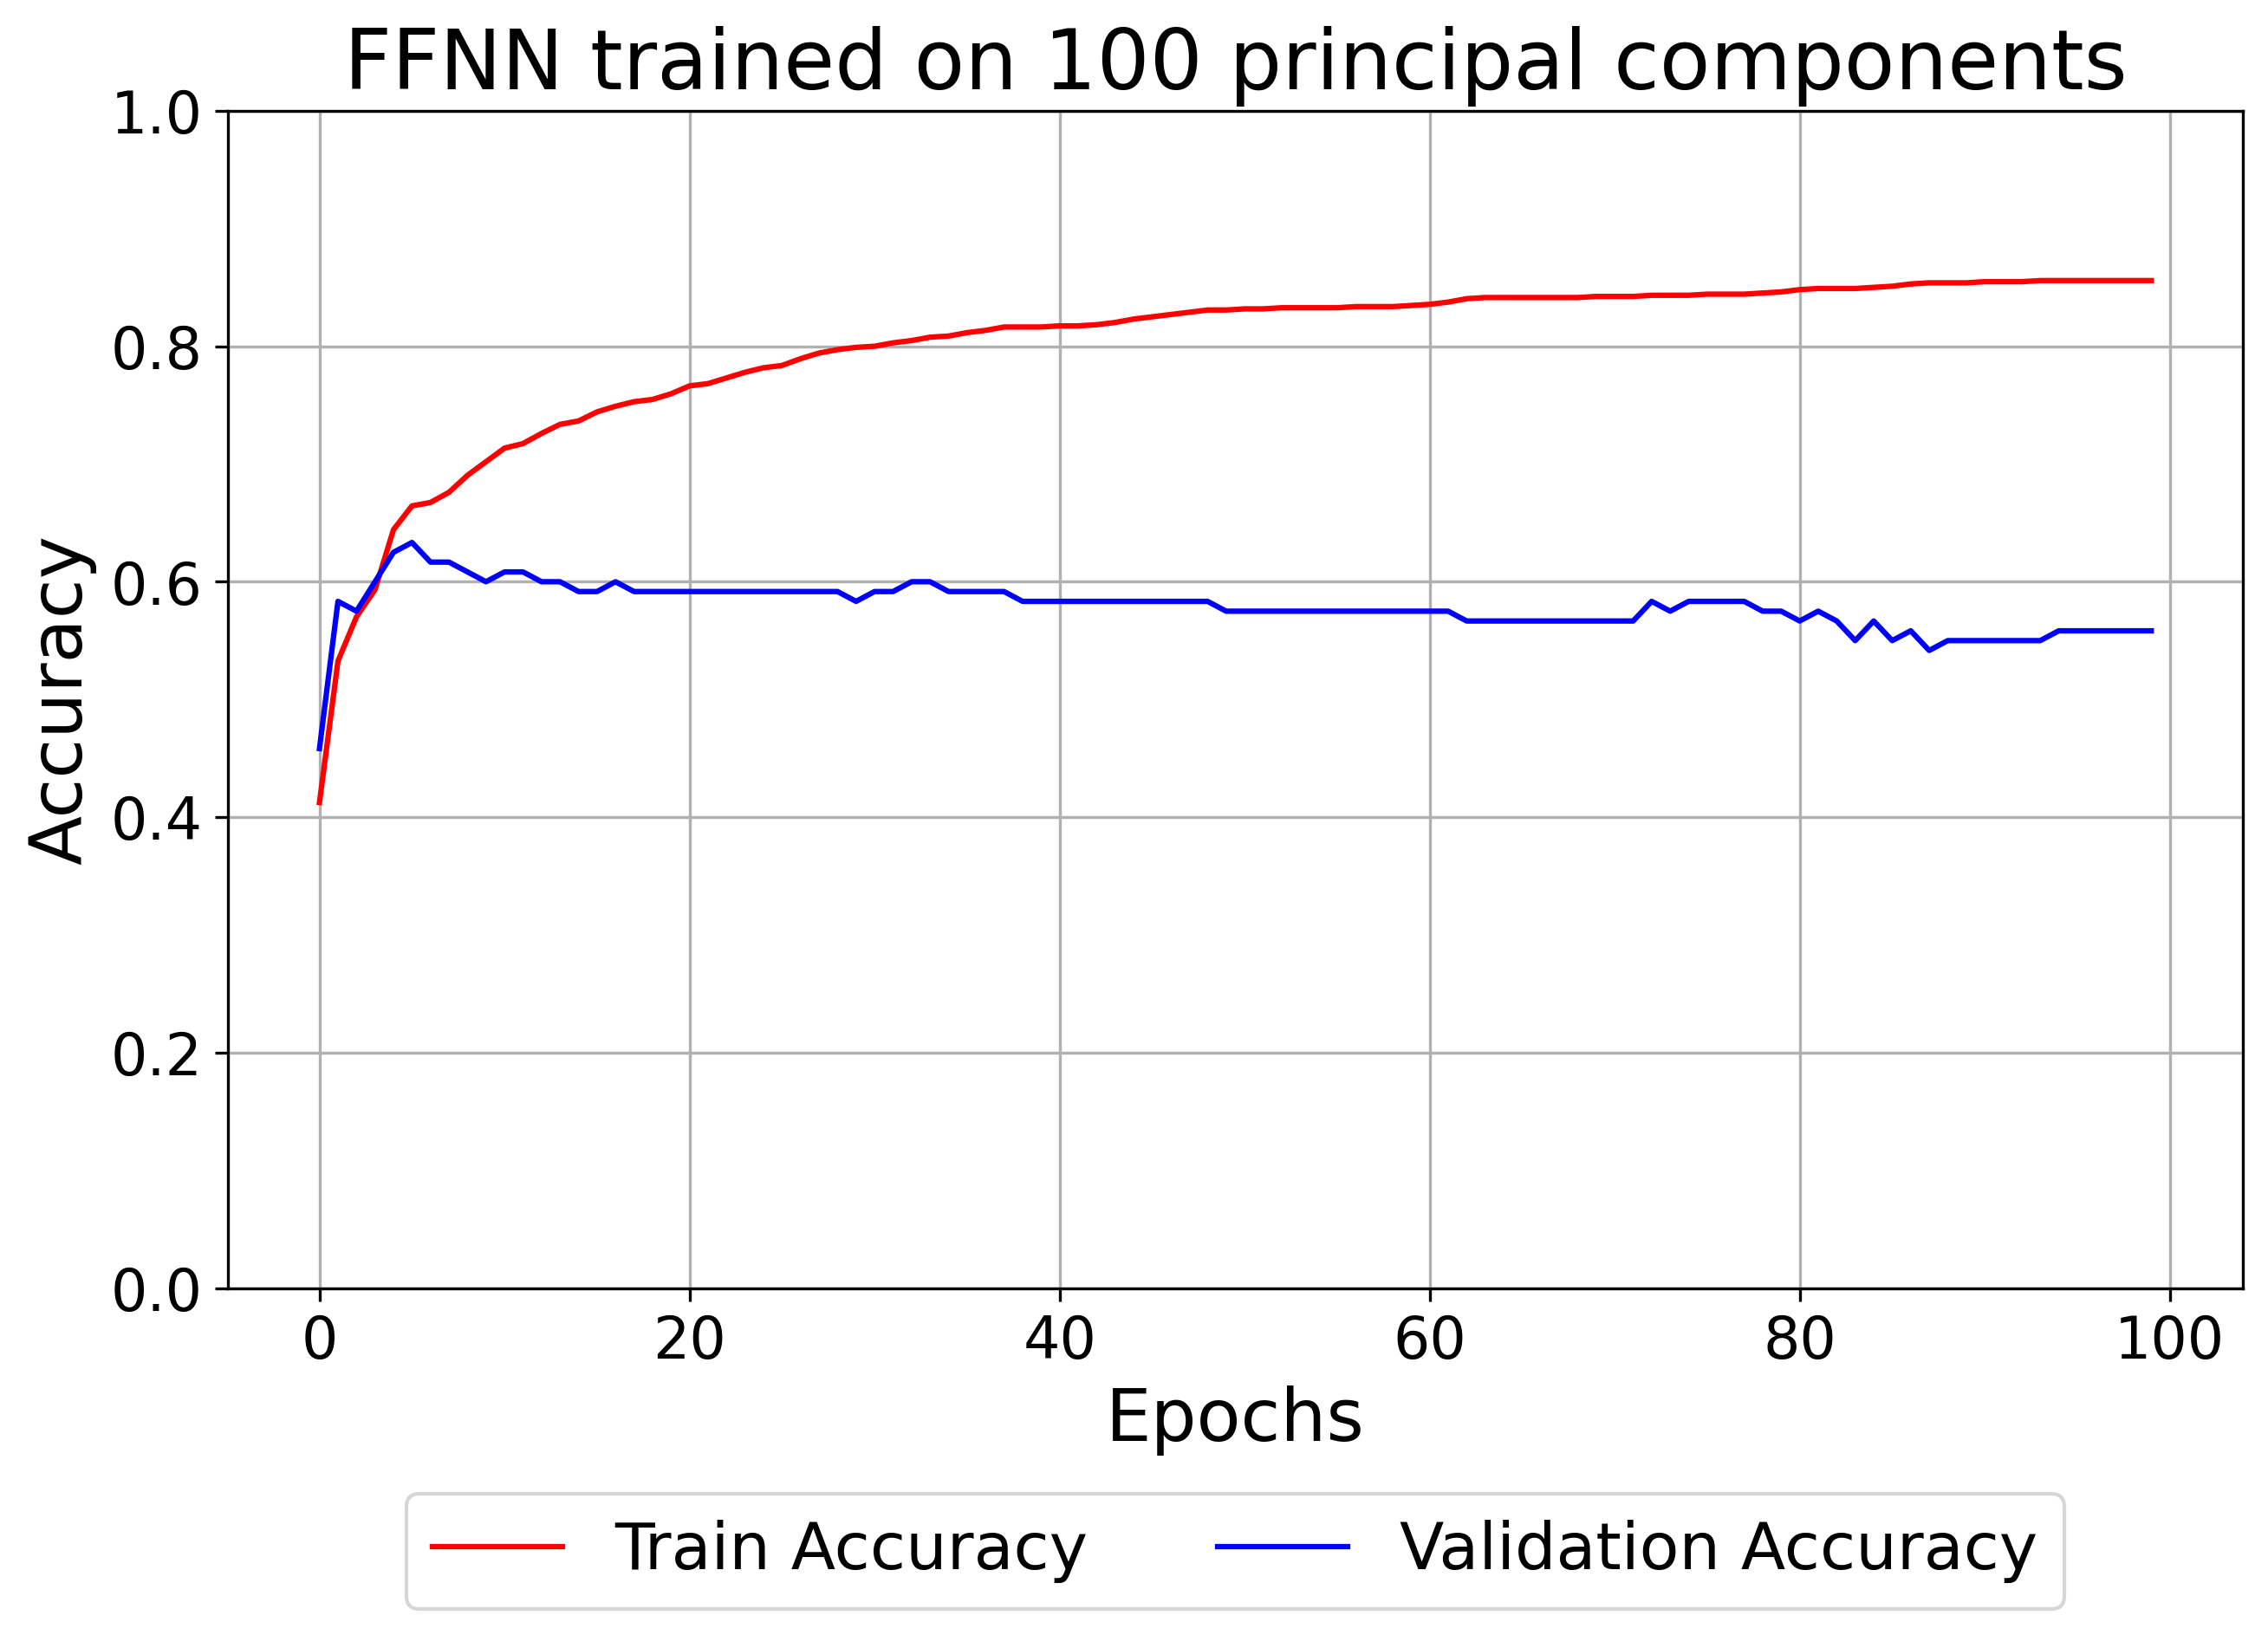 FFNN trained on 100 principal components
1.0
0.8
0.6
0.4
0.2
0.0
Accuracy
0 20 40 60 80 100
Epochs
Train Accuracy Validation Accuracy